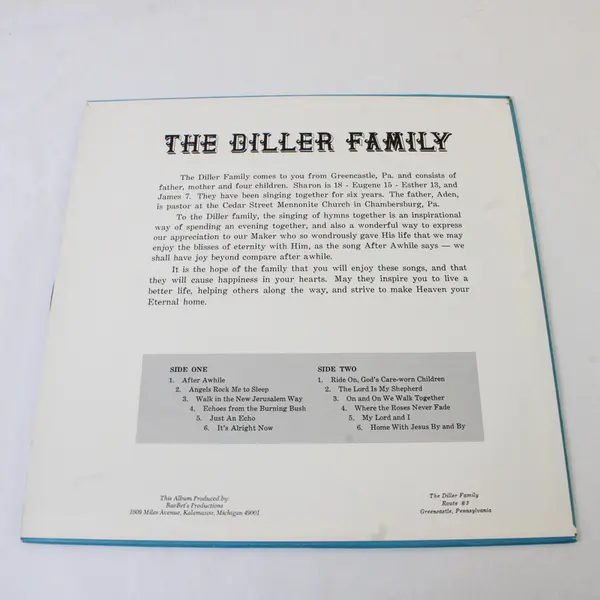 THE DILLER FAMILY
The Diller Family comes to you from Greencastle, Pa. and consists of
father, mother and four children. Sharon is 18 - Eugene 15 - Esther 13, and
James 7. They have been singing together for six years. The father, Aden,
is pastor at the Cedar Street Mennonite Church in Chambersburg, Pa.
To the Diller family, the singing of hymns together is an inspirational
way of spending an evening together, and also a wonderful way to express
our appreciation to our Maker who so wondrously gave His life that we may
enjoy the blisses of eternity with Him, as the song After Awhile says — we
shall have joy beyond compare after awhile.
It is the hope of the family that you will enjoy these songs, and that
they will cause happiness in your hearts. May they inspire you to live a
better life, helping others along the way, and strive to make Heaven your
Eternal home.
SIDE ONE
1. After Awhile
2. Angels Rock Me to Sleep
3. Walk in the New Jerusalem Way
4. Echoes from the Burning Bush
5. Just An Echo
6. It's Alright Now
SIDE TWO
1. Ride On, God's Care-worn Children
2. The Lord Is My Shepherd
3. On and On We Walk Together
4. Where the Roses Never Fade
5. My Lord and I
6. Home With Jesus By and By
This Album Produced by:
RaeBet's Productions
1609 Miles Avenue, Kalamazoo, Michigan 49001
The Diller Family
Route #3
Greencastle, Pennsylvania